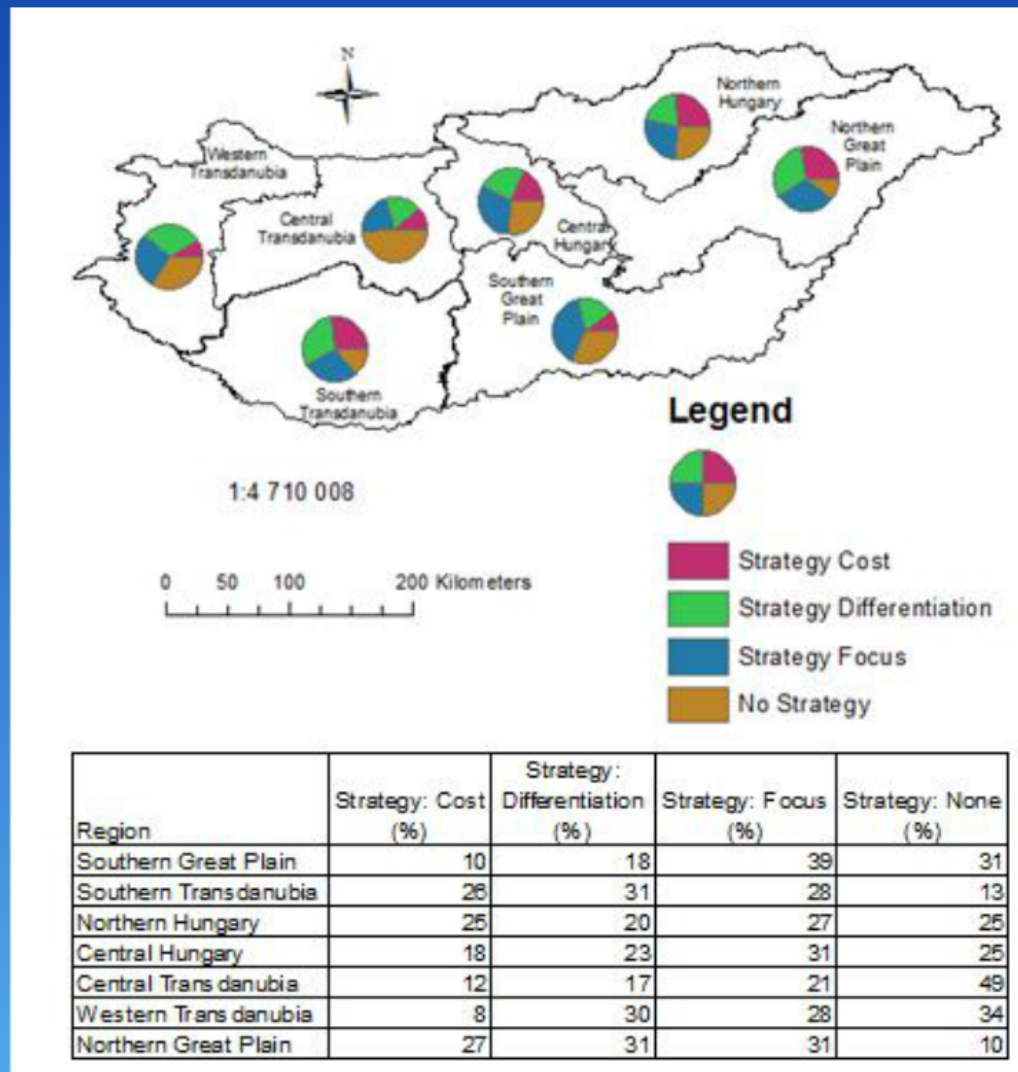 N
Northern
Hungary
Northern
Great
Plain
Western
Transdanubia
Central
Transdanubia
Central
Hungary
Southern
Great
Plain
Southern
Transdanubia
Legend
1:4 710 008
0 50 100 200 Kilometers
Strategy Cost
Strategy Differentiation
Strategy Focus
No Strategy
Region Strategy: Cost (%) Strategy: Differentiation (%) Strategy: Focus (%) Strategy: None (%)
Southern Great Plain 10 18 39 31
Southern Transdanubia 26 31 28 13
Northern Hungary 25 20 27 25
Central Hungary 18 23 31 25
Central Transdanubia 12 17 21 49
Western Transdanubia 8 30 28 34
Northern Great Plain 27 31 31 10